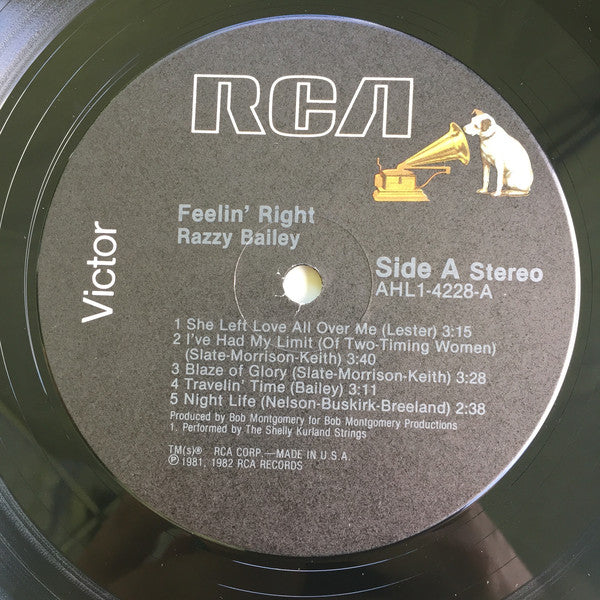 RCA
Victor
Feelin' Right
Razzy Bailey
Side A Stereo
AHL1-4228-A
1 She Left Love All Over Me (Lester) 3:15
2 I've Had My Limit (Of Two-Timing Women)
(Slate-Morrison-Keith) 3:40
3 Blaze of Glory (Slate-Morrison-Keith) 3:28
4 Travelin' Time (Bailey) 3:11
5 Night Life (Nelson-Buskirk-Breeland) 2:38
Produced by Bob Montgomery for Bob Montgomery Productions
1. Performed by The Shelly Kurland Strings
TM(s)® RCA CORP.—MADE IN U.S.A.
℗ 1981, 1982 RCA RECORDS